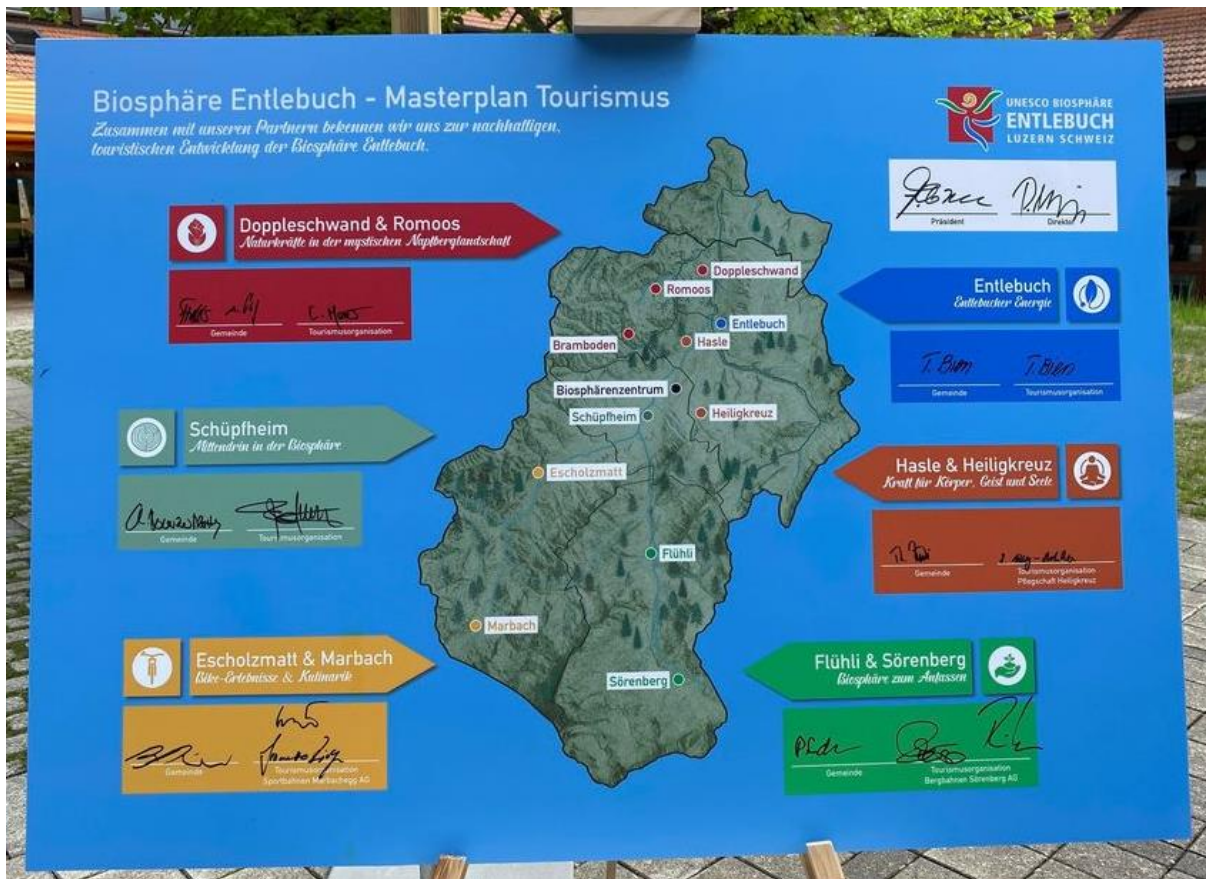 Biosphäre Entlebuch - Masterplan Tourismus
Zusammen mit unseren Partnern bekennen wir uns zur nachhaltigen,
touristischen Entwicklung der Biosphäre Entlebuch.
UNESCO BIOSPHÄRE
ENTLEBUCH
LUZERN SCHWEIZ
Präsident
Direktor
Doppleschwand & Romoos
Naturkräfte in der mystischen Napfberglandschaft
Gemeinde
Tourismusorganisation
Entlebuch
Entlebucher Energie
Gemeinde
Tourismusorganisation
Schüpfheim
Mittendrin in der Biosphäre
Gemeinde
Tourismusorganisation
Hasle & Heiligkreuz
Kraft für Körper, Geist und Seele
Gemeinde
Tourismusorganisation
Pflegschaft Heiligkreuz
Escholzmatt & Marbach
Bike-Erlebnisse & Kulinarik
Gemeinde
Tourismusorganisation
Sportbahnen Marbachegg AG
Flühli & Sörenberg
Biosphäre zum Anfassen
Gemeinde
Tourismusorganisation
Bergbahnen Sörenberg AG
Doppleschwand
Romoos
Entlebuch
Bramboden
Hasle
Biosphärenzentrum
Schüpfheim
Heiligkreuz
Escholzmatt
Flühli
Marbach
Sörenberg